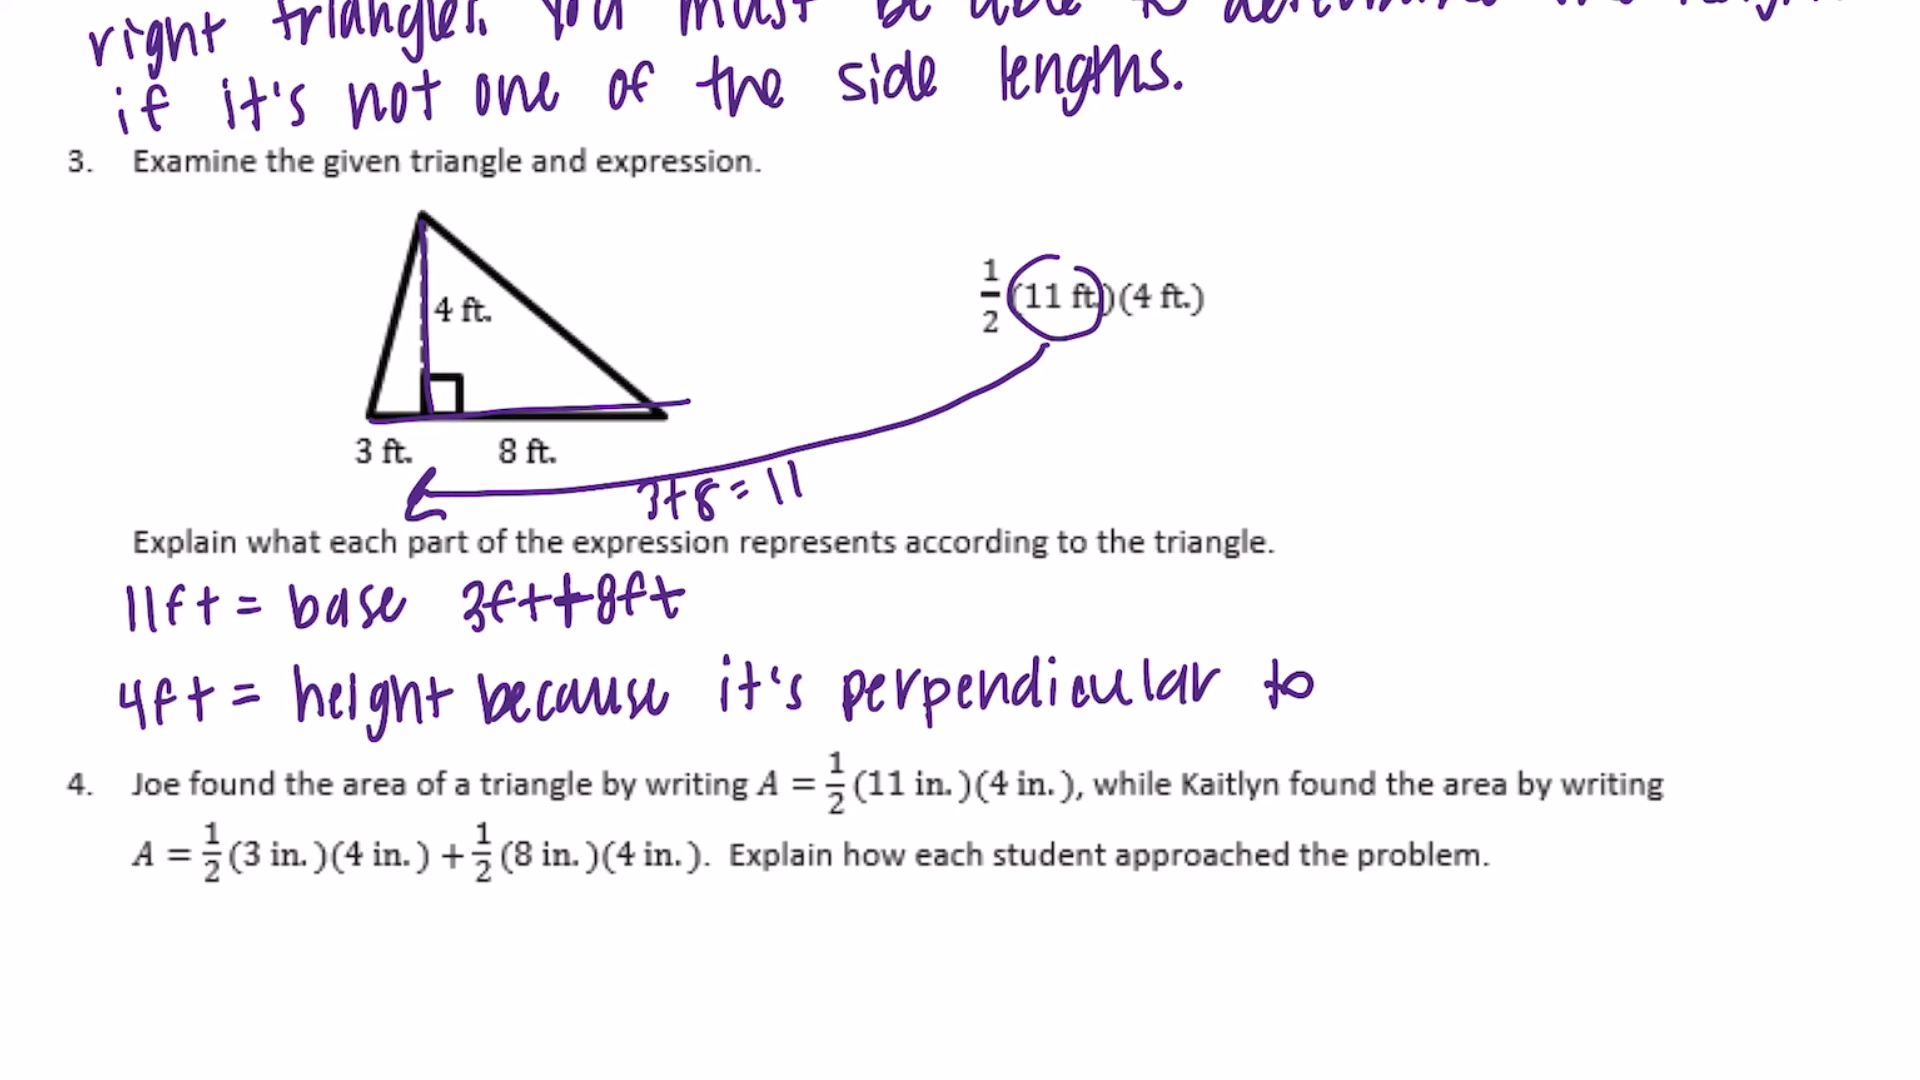 right triangles. You must be able to determine the height
if it's not one of the side lengths.
3. Examine the given triangle and expression.
4 ft.
3 ft. 8 ft.
1/2 (11 ft.)(4 ft.)
3+8=11
Explain what each part of the expression represents according to the triangle.
11ft = base 3ft+8ft
4ft = height because it's perpendicular to
4. Joe found the area of a triangle by writing A = 1/2 (11 in.)(4 in.), while Kaitlyn found the area by writing
A = 1/2 (3 in.)(4 in.) + 1/2 (8 in.)(4 in.). Explain how each student approached the problem.